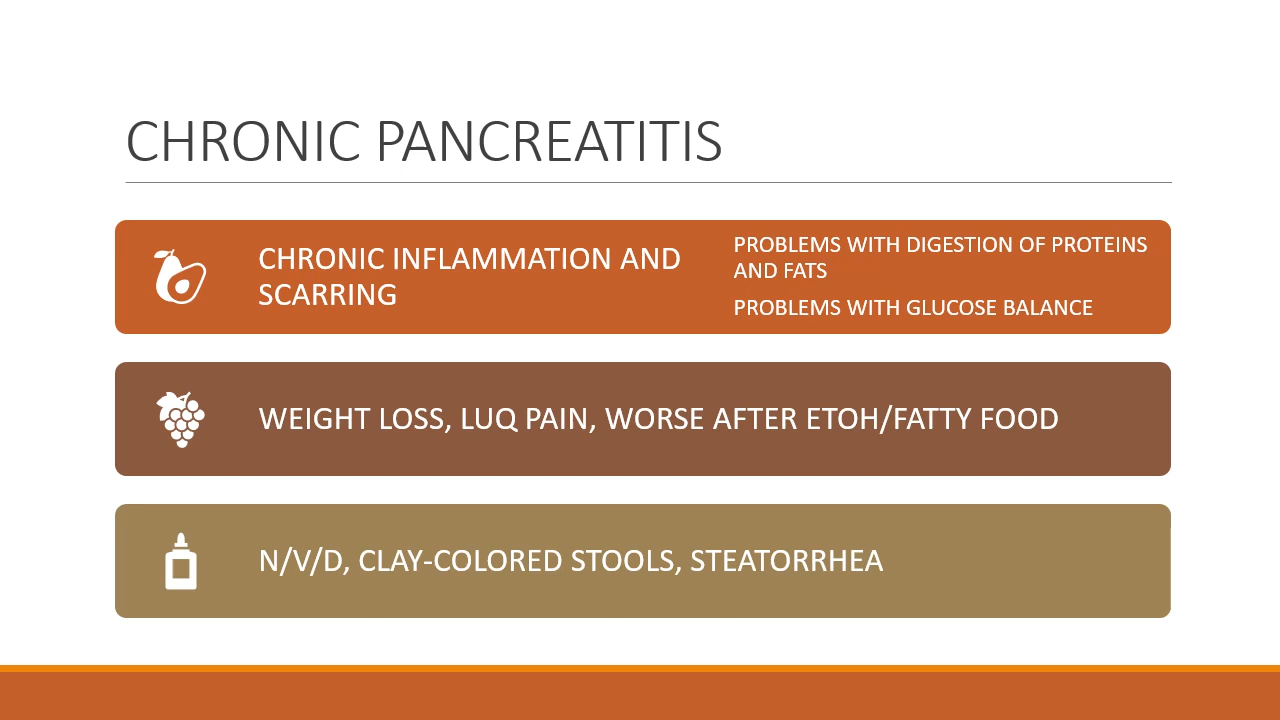 CHRONIC PANCREATITIS
CHRONIC INFLAMMATION AND
SCARRING
PROBLEMS WITH DIGESTION OF PROTEINS
AND FATS
PROBLEMS WITH GLUCOSE BALANCE
WEIGHT LOSS, LUQ PAIN, WORSE AFTER ETOH/FATTY FOOD
N/V/D, CLAY-COLORED STOOLS, STEATORRHEA